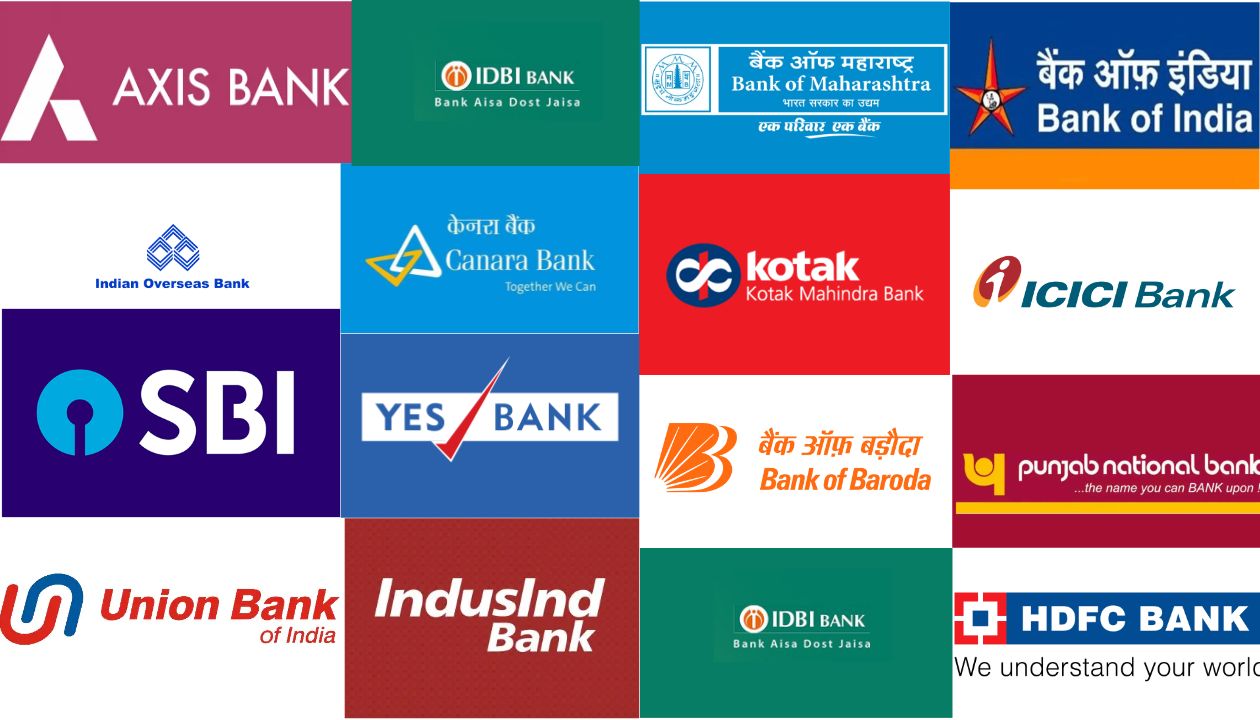 AXIS BANK
IDBI BANK
Bank Aisa Dost Jaisa
बैंक ऑफ महाराष्ट्र
Bank of Maharashtra
भारत सरकार का उद्यम
एक परिवार एक बैंक
बैंक ऑफ़ इंडिया
Bank of India
Indian Overseas Bank
केनरा बैंक
Canara Bank
Together We Can
kotak
Kotak Mahindra Bank
ICICI Bank
SBI
YES BANK
बैंक ऑफ़ बड़ौदा
Bank of Baroda
punjab national bank
...the name you can BANK upon !
Union Bank
of India
IndusInd
Bank
IDBI BANK
Bank Aisa Dost Jaisa
HDFC BANK
We understand your world